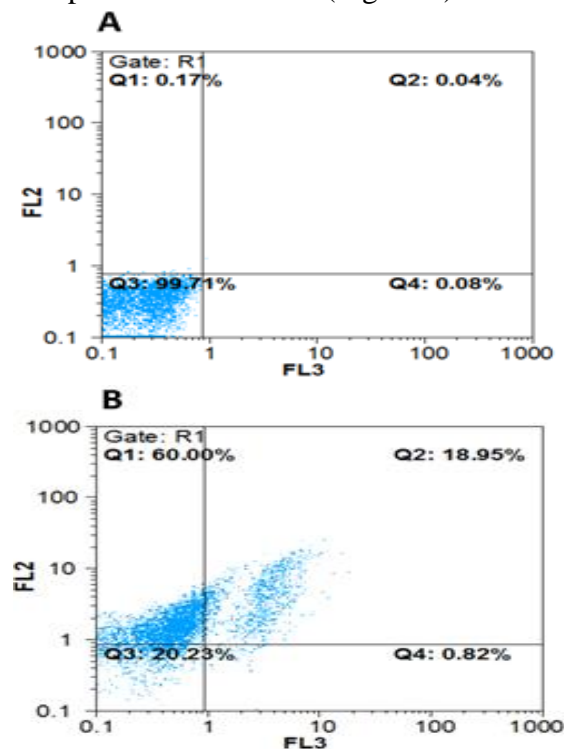 A
1000
Gate: R1
Q1: 0.17%
Q2: 0.04%
100
FL2
10
1
Q3: 99.71%
Q4: 0.08%
0.1
0.1 1 10 100 1000
FL3
B
1000
Gate: R1
Q1: 60.00%
Q2: 18.95%
100
FL2
10
1
Q3: 20.23%
Q4: 0.82%
0.1
0.1 1 10 100 1000
FL3